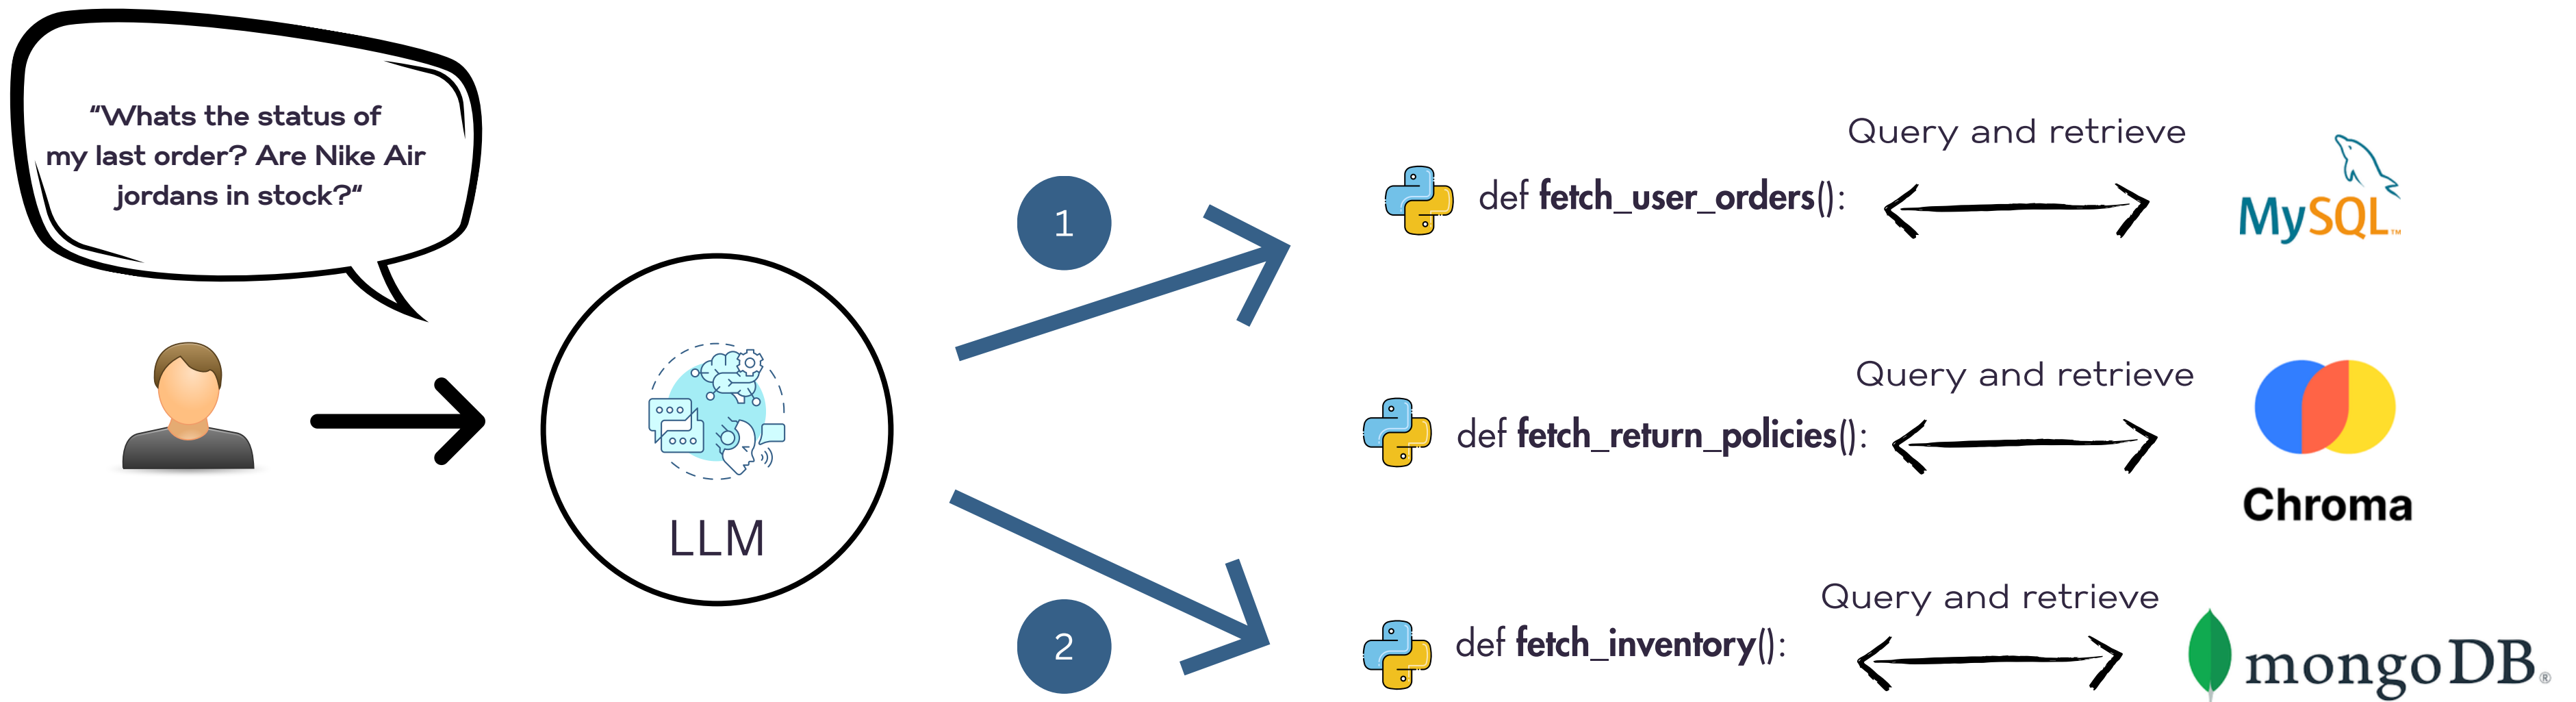 “Whats the status of
my last order? Are Nike Air
jordans in stock?“
LLM
1
2
def fetch_user_orders():
Query and retrieve
MySQL™
def fetch_return_policies():
Query and retrieve
Chroma
def fetch_inventory():
Query and retrieve
mongoDB®